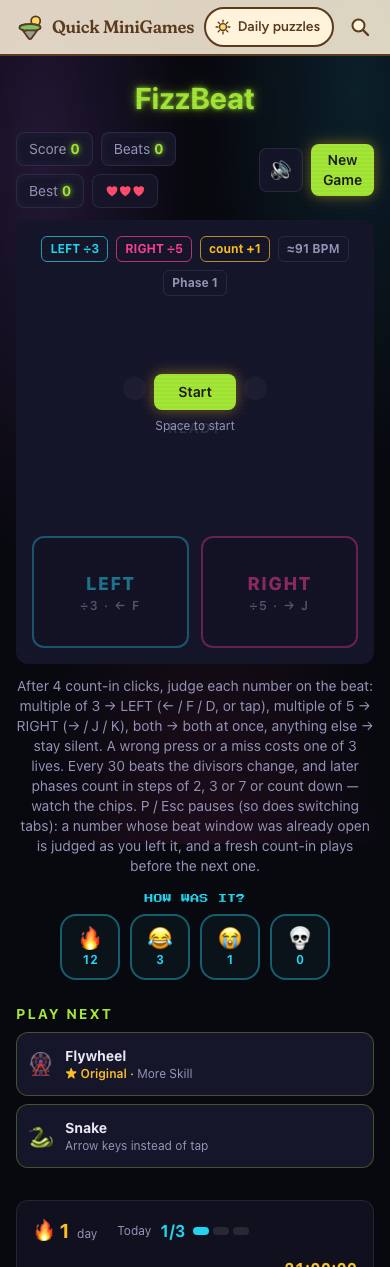 Quick MiniGames
Daily puzzles
FizzBeat
Score 0
Beats 0
Best 0
New
Game
LEFT ÷3
RIGHT ÷5
count +1
≈91 BPM
Phase 1
Start
Space to start
LEFT
÷3 · ← F
RIGHT
÷5 · → J
After 4 count-in clicks, judge each number on the beat:
multiple of 3 → LEFT (← / F / D, or tap), multiple of 5 →
RIGHT (→ / J / K), both → both at once, anything else →
stay silent. A wrong press or a miss costs one of 3
lives. Every 30 beats the divisors change, and later
phases count in steps of 2, 3 or 7 or count down —
watch the chips. P / Esc pauses (so does switching
tabs): a number whose beat window was already open
is judged as you left it, and a fresh count-in plays
before the next one.
HOW WAS IT?
12
3
1
0
PLAY NEXT
Flywheel
Original · More Skill
Snake
Arrow keys instead of tap
1 day
Today 1/3